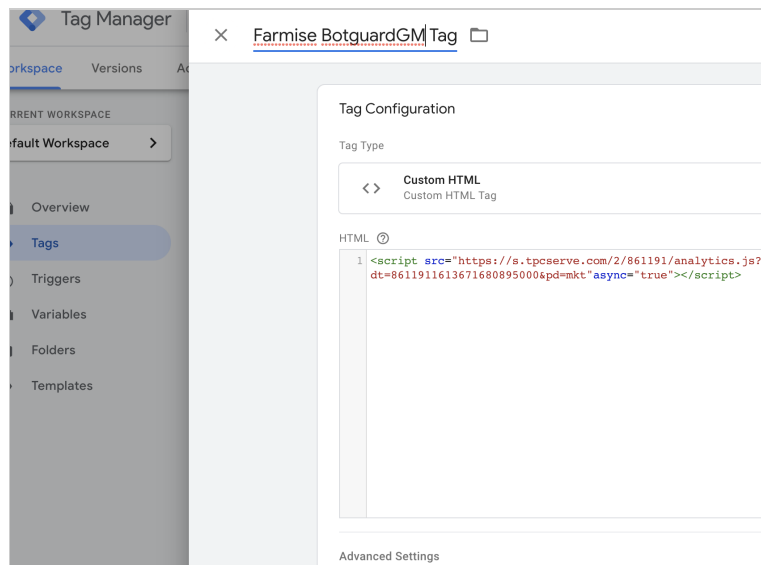 Tag Manager
Farmise BotguardGM Tag
orkspace Versions Ad
RRENT WORKSPACE
efault Workspace
Overview
Tags
Triggers
Variables
Folders
Templates
Tag Configuration
Tag Type
Custom HTML
Custom HTML Tag
HTML
1 <script src="https://s.tpcserve.com/2/861191/analytics.js?
dt=8611911613671680895000&pd=mkt"async="true"></script>
Advanced Settings